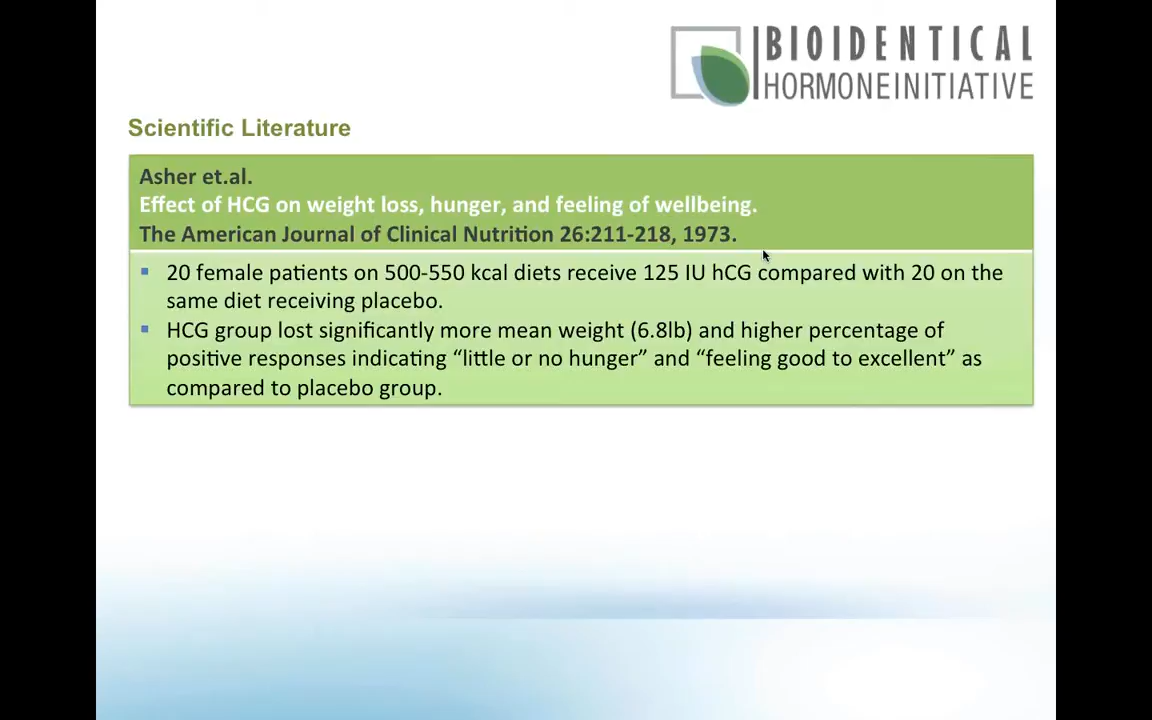 BIOIDENTICAL
HORMONEINITIATIVE
Scientific Literature
Asher et.al.
Effect of HCG on weight loss, hunger, and feeling of wellbeing.
The American Journal of Clinical Nutrition 26:211-218, 1973.
▪ 20 female patients on 500-550 kcal diets receive 125 IU hCG compared with 20 on the
same diet receiving placebo.
▪ HCG group lost significantly more mean weight (6.8lb) and higher percentage of
positive responses indicating “little or no hunger” and “feeling good to excellent” as
compared to placebo group.